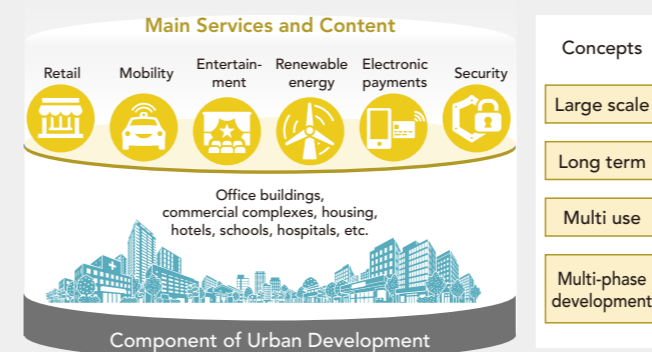 Main Services and Content
Retail
Mobility
Entertain-
ment
Renewable
energy
Electronic
payments
Security
Office buildings,
commercial complexes, housing,
hotels, schools, hospitals, etc.
Component of Urban Development
Concepts
Large scale
Long term
Multi use
Multi-phase
development